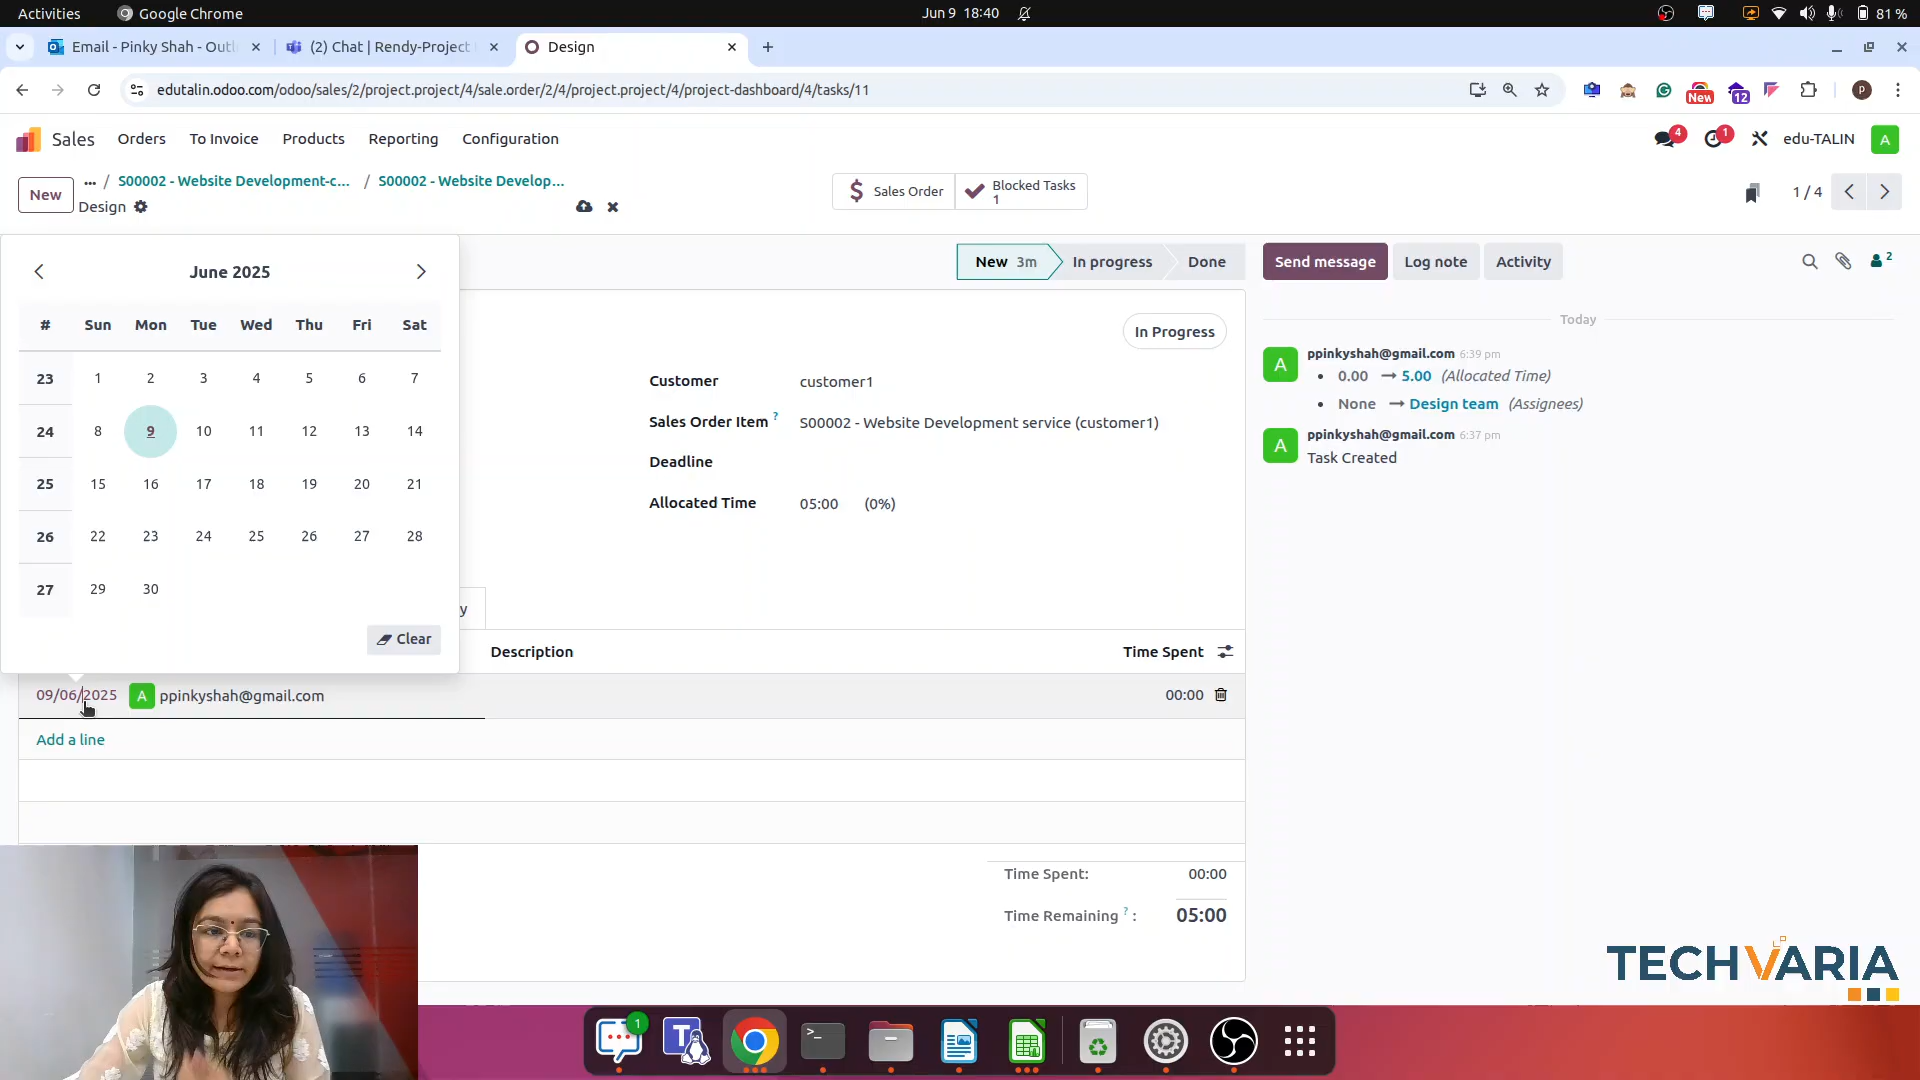 Activities
Google Chrome
Jun 9 18:40
81 %
Email - Pinky Shah - Outl
(2) Chat | Rendy-Project
Design
edutalin.odoo.com/odoo/sales/2/project.project/4/sale.order/2/4/project.project/4/project-dashboard/4/tasks/11
New
12
P
Sales
Orders
To Invoice
Products
Reporting
Configuration
4
1
edu-TALIN
A
New
... / S00002 - Website Development-c... / S00002 - Website Develop...
Design
$ Sales Order
Blocked Tasks
1
1 / 4
June 2025
# Sun Mon Tue Wed Thu Fri Sat
23 1 2 3 4 5 6 7
24 8 9 10 11 12 13 14
25 15 16 17 18 19 20 21
26 22 23 24 25 26 27 28
27 29 30
Clear
New 3m
In progress
Done
Send message
Log note
Activity
2
In Progress
Customer customer1
Sales Order Item ? S00002 - Website Development service (customer1)
Deadline
Allocated Time 05:00 (0%)
y
Description
Time Spent
09/06/2025 A ppinkyshah@gmail.com 00:00
Add a line
Time Spent: 00:00
Time Remaining ? : 05:00
Today
A
ppinkyshah@gmail.com 6:39 pm
• 0.00 → 5.00 (Allocated Time)
• None → Design team (Assignees)
A
ppinkyshah@gmail.com 6:37 pm
Task Created
TECHVARIA
1
T
>_